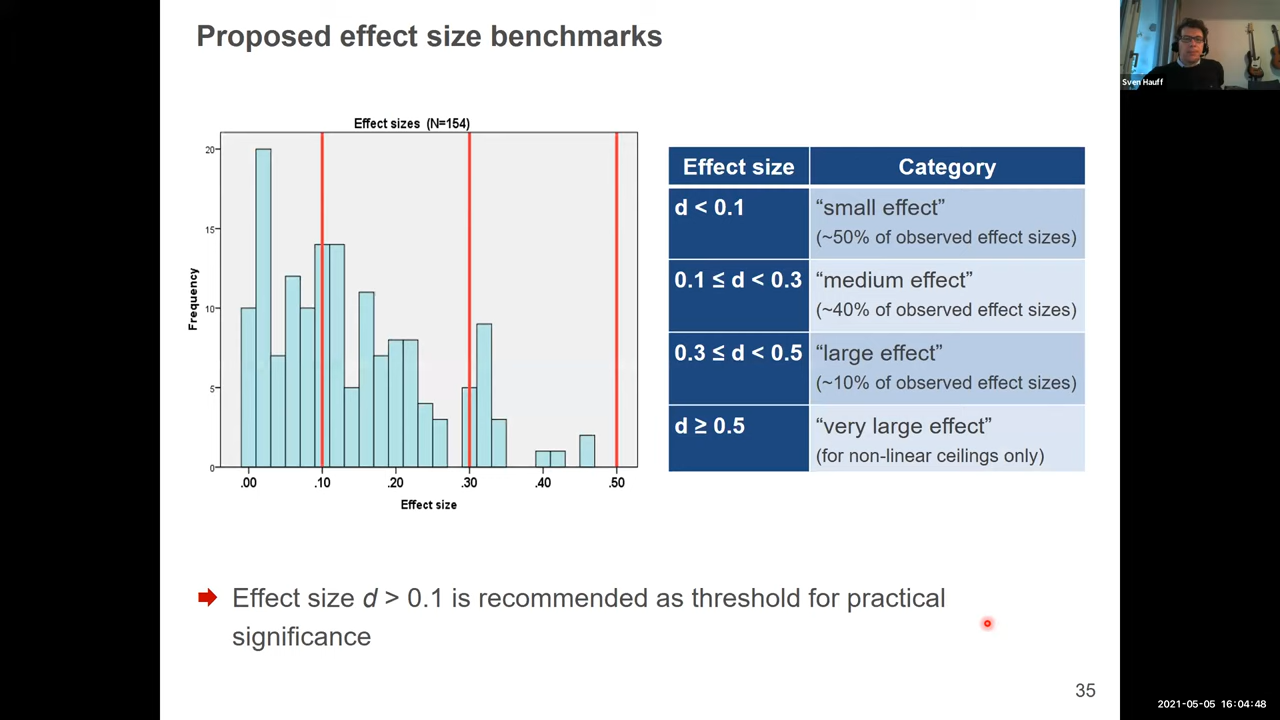 Proposed effect size benchmarks
Sven Hauff
Effect sizes (N=154)
20
15
10
5
0
Frequency
.00 .10 .20 .30 .40 .50
Effect size
Effect size Category
d < 0.1 “small effect”
(~50% of observed effect sizes)
0.1 ≤ d < 0.3 “medium effect”
(~40% of observed effect sizes)
0.3 ≤ d < 0.5 “large effect”
(~10% of observed effect sizes)
d ≥ 0.5 “very large effect”
(for non-linear ceilings only)
Effect size d > 0.1 is recommended as threshold for practical
significance
35
2021-05-05 16:04:48